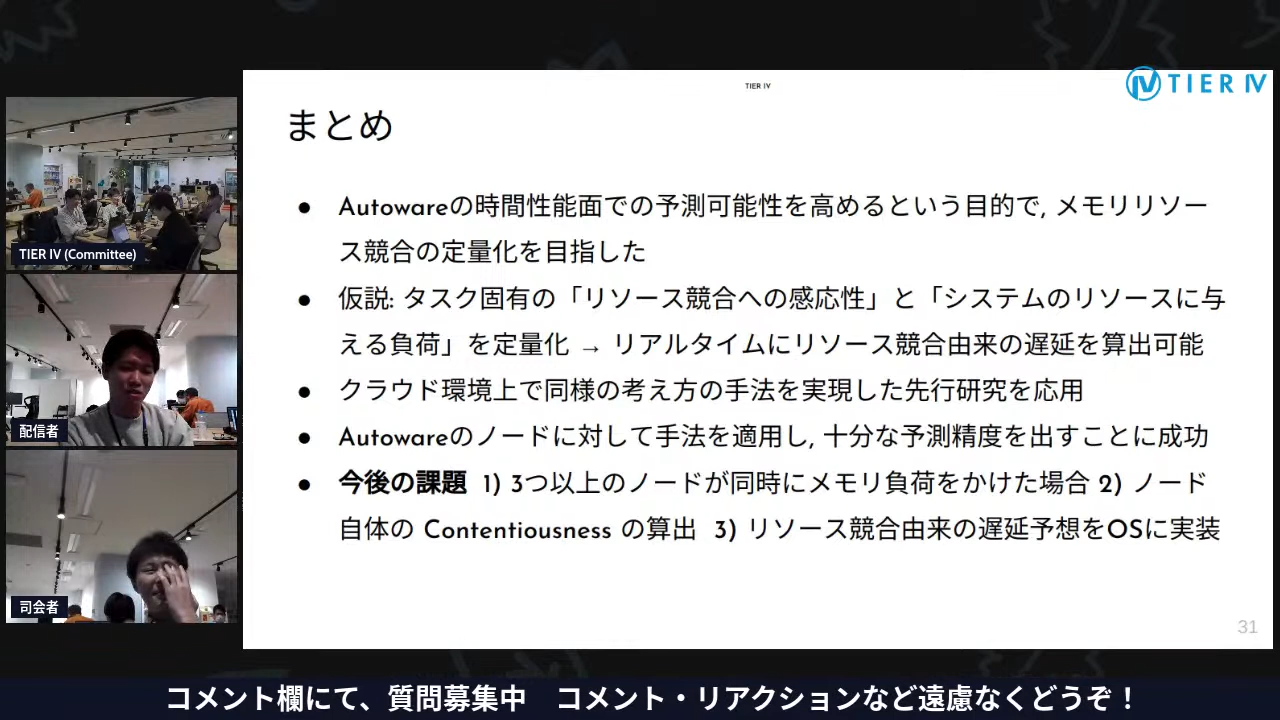 TIER IV
TIER IV
まとめ
● Autowareの時間性能面での予測可能性を高めるという目的で, メモリリソー
ス競合の定量化を目指した
● 仮説: タスク固有の「リソース競合への感応性」と「システムのリソースに与
える負荷」を定量化 → リアルタイムにリソース競合由来の遅延を算出可能
● クラウド環境上で同様の考え方の手法を実現した先行研究を応用
● Autowareのノードに対して手法を適用し, 十分な予測精度を出すことに成功
● 今後の課題 1) 3つ以上のノードが同時にメモリ負荷をかけた場合 2) ノード
自体の Contentiousness の算出 3) リソース競合由来の遅延予想をOSに実装
31
TIER IV (Committee)
配信者
司会者
コメント欄にて、質問募集中 コメント・リアクションなど遠慮なくどうぞ！